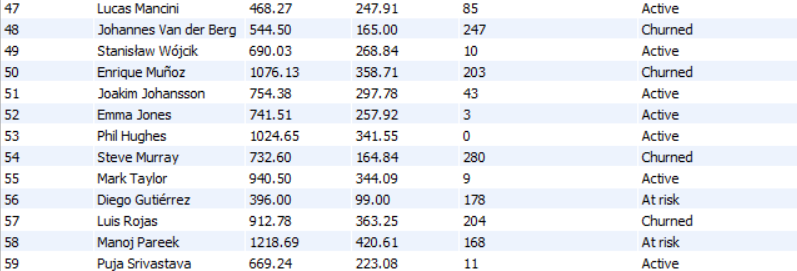 47 Lucas Mancini 468.27 247.91 85 Active
48 Johannes Van der Berg 544.50 165.00 247 Churned
49 Stanisław Wójcik 690.03 268.84 10 Active
50 Enrique Muñoz 1076.13 358.71 203 Churned
51 Joakim Johansson 754.38 297.78 43 Active
52 Emma Jones 741.51 257.92 3 Active
53 Phil Hughes 1024.65 341.55 0 Active
54 Steve Murray 732.60 164.84 280 Churned
55 Mark Taylor 940.50 344.09 9 Active
56 Diego Gutiérrez 396.00 99.00 178 At risk
57 Luis Rojas 912.78 363.25 204 Churned
58 Manoj Pareek 1218.69 420.61 168 At risk
59 Puja Srivastava 669.24 223.08 11 Active